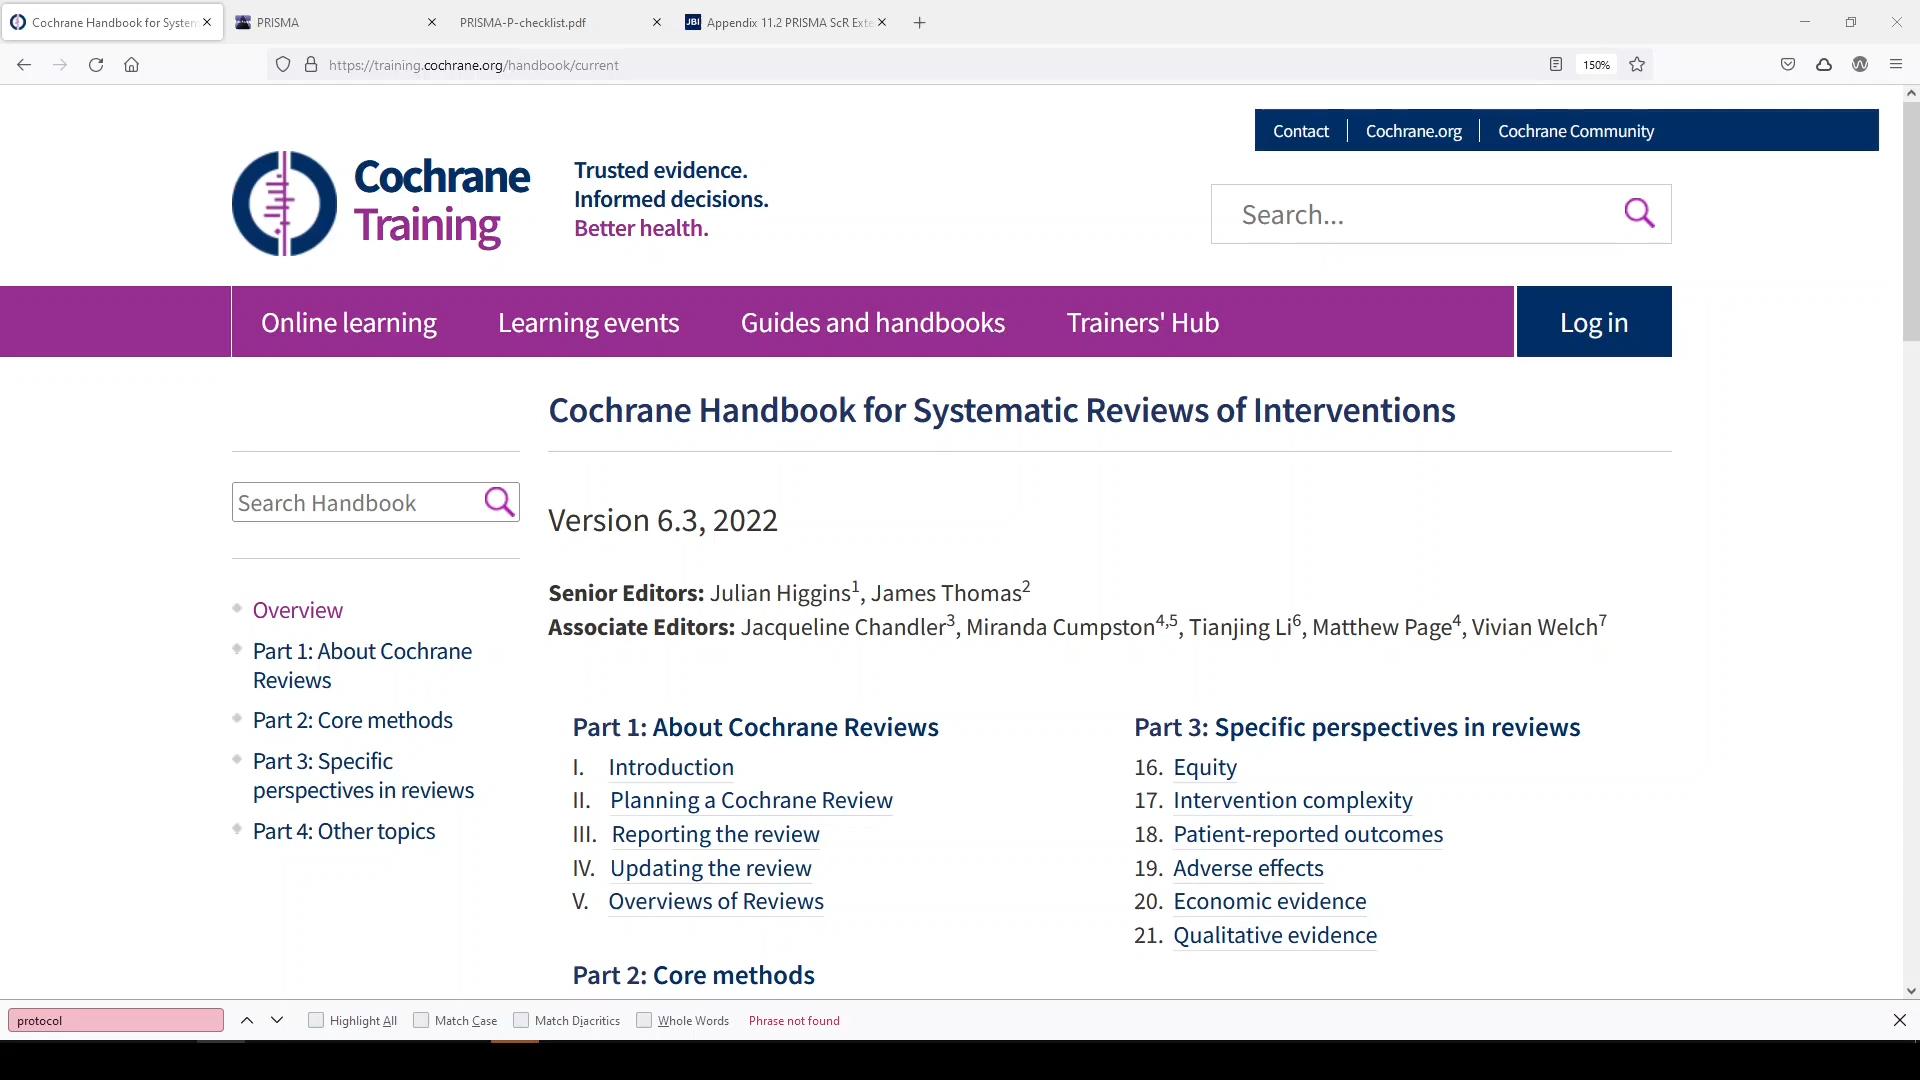 Cochrane Handbook for System
PRISMA
PRISMA-P-checklist.pdf
JBI Appendix 11.2 PRISMA ScR Exte
https://training.cochrane.org/handbook/current
150%
Contact
Cochrane.org
Cochrane Community
Cochrane
Training
Trusted evidence.
Informed decisions.
Better health.
Search...
Online learning
Learning events
Guides and handbooks
Trainers' Hub
Log in
Cochrane Handbook for Systematic Reviews of Interventions
Search Handbook
Overview
Part 1: About Cochrane
Reviews
Part 2: Core methods
Part 3: Specific
perspectives in reviews
Part 4: Other topics
Version 6.3, 2022
Senior Editors: Julian Higgins1, James Thomas2
Associate Editors: Jacqueline Chandler3, Miranda Cumpston4,5, Tianjing Li6, Matthew Page4, Vivian Welch7
Part 1: About Cochrane Reviews
I. Introduction
II. Planning a Cochrane Review
III. Reporting the review
IV. Updating the review
V. Overviews of Reviews
Part 2: Core methods
Part 3: Specific perspectives in reviews
16. Equity
17. Intervention complexity
18. Patient-reported outcomes
19. Adverse effects
20. Economic evidence
21. Qualitative evidence
protocol
Highlight All
Match Case
Match Diacritics
Whole Words
Phrase not found